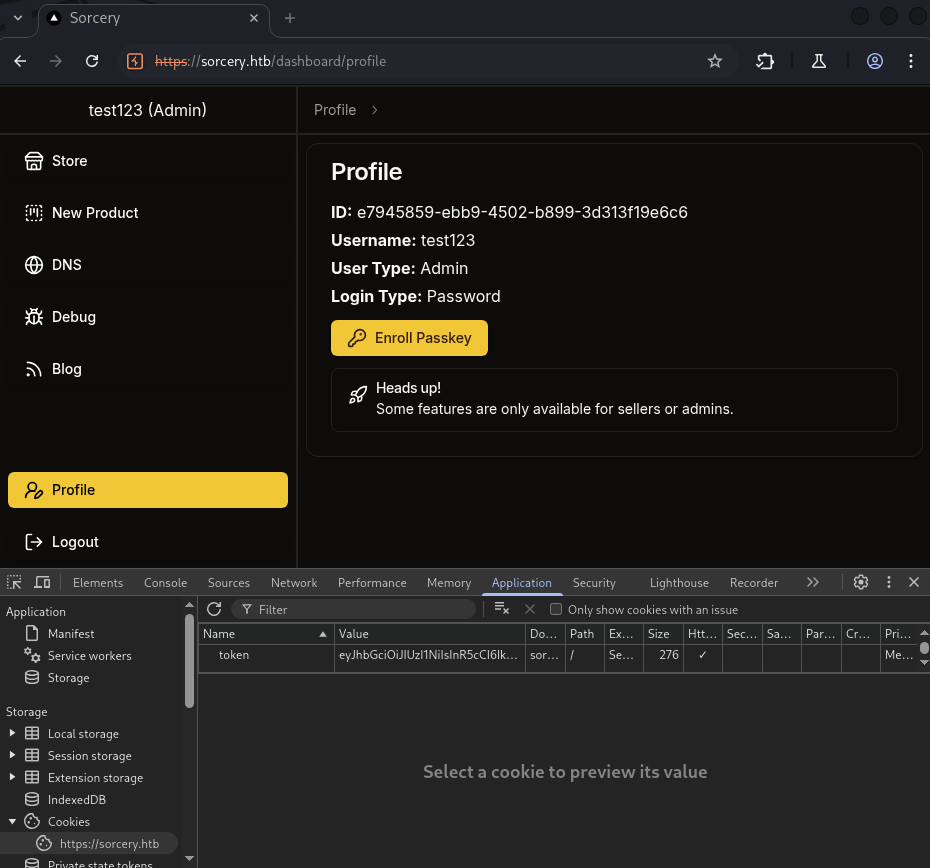 Sorcery
https://sorcery.htb/dashboard/profile
test123 (Admin)
Profile
Store
New Product
DNS
Debug
Blog
Profile
Logout
Profile
ID: e7945859-ebb9-4502-b899-3d313f19e6c6
Username: test123
User Type: Admin
Login Type: Password
Enroll Passkey
Heads up!
Some features are only available for sellers or admins.
Elements Console Sources Network Performance Memory Application Security Lighthouse Recorder
Application
Manifest
Service workers
Storage
Storage
Local storage
Session storage
Extension storage
IndexedDB
Cookies
https://sorcery.htb
Private state tokens
Filter
Only show cookies with an issue
Name Value Do... Path Ex... Size Htt... Sec... Sa... Par... Cr... Pri...
token sor... / Se... 276 ✓ Me...
Select a cookie to preview its value